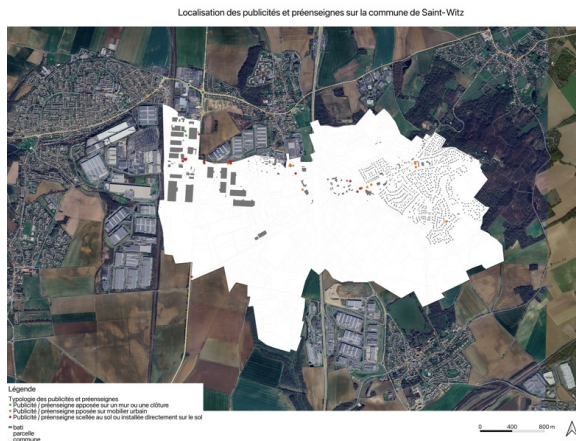 Localisation des publicités et préenseignes sur la commune de Saint-Witz
Légende
Typologie des publicités et préenseignes
Publicité / préenseigne apposée sur un mur ou une clôture
Publicité / préenseigne pposée sur mobilier urbain
Publicité / préenseigne scellée au sol ou installée directement sur le sol
bati
parcelle
commune
0 400 800 m